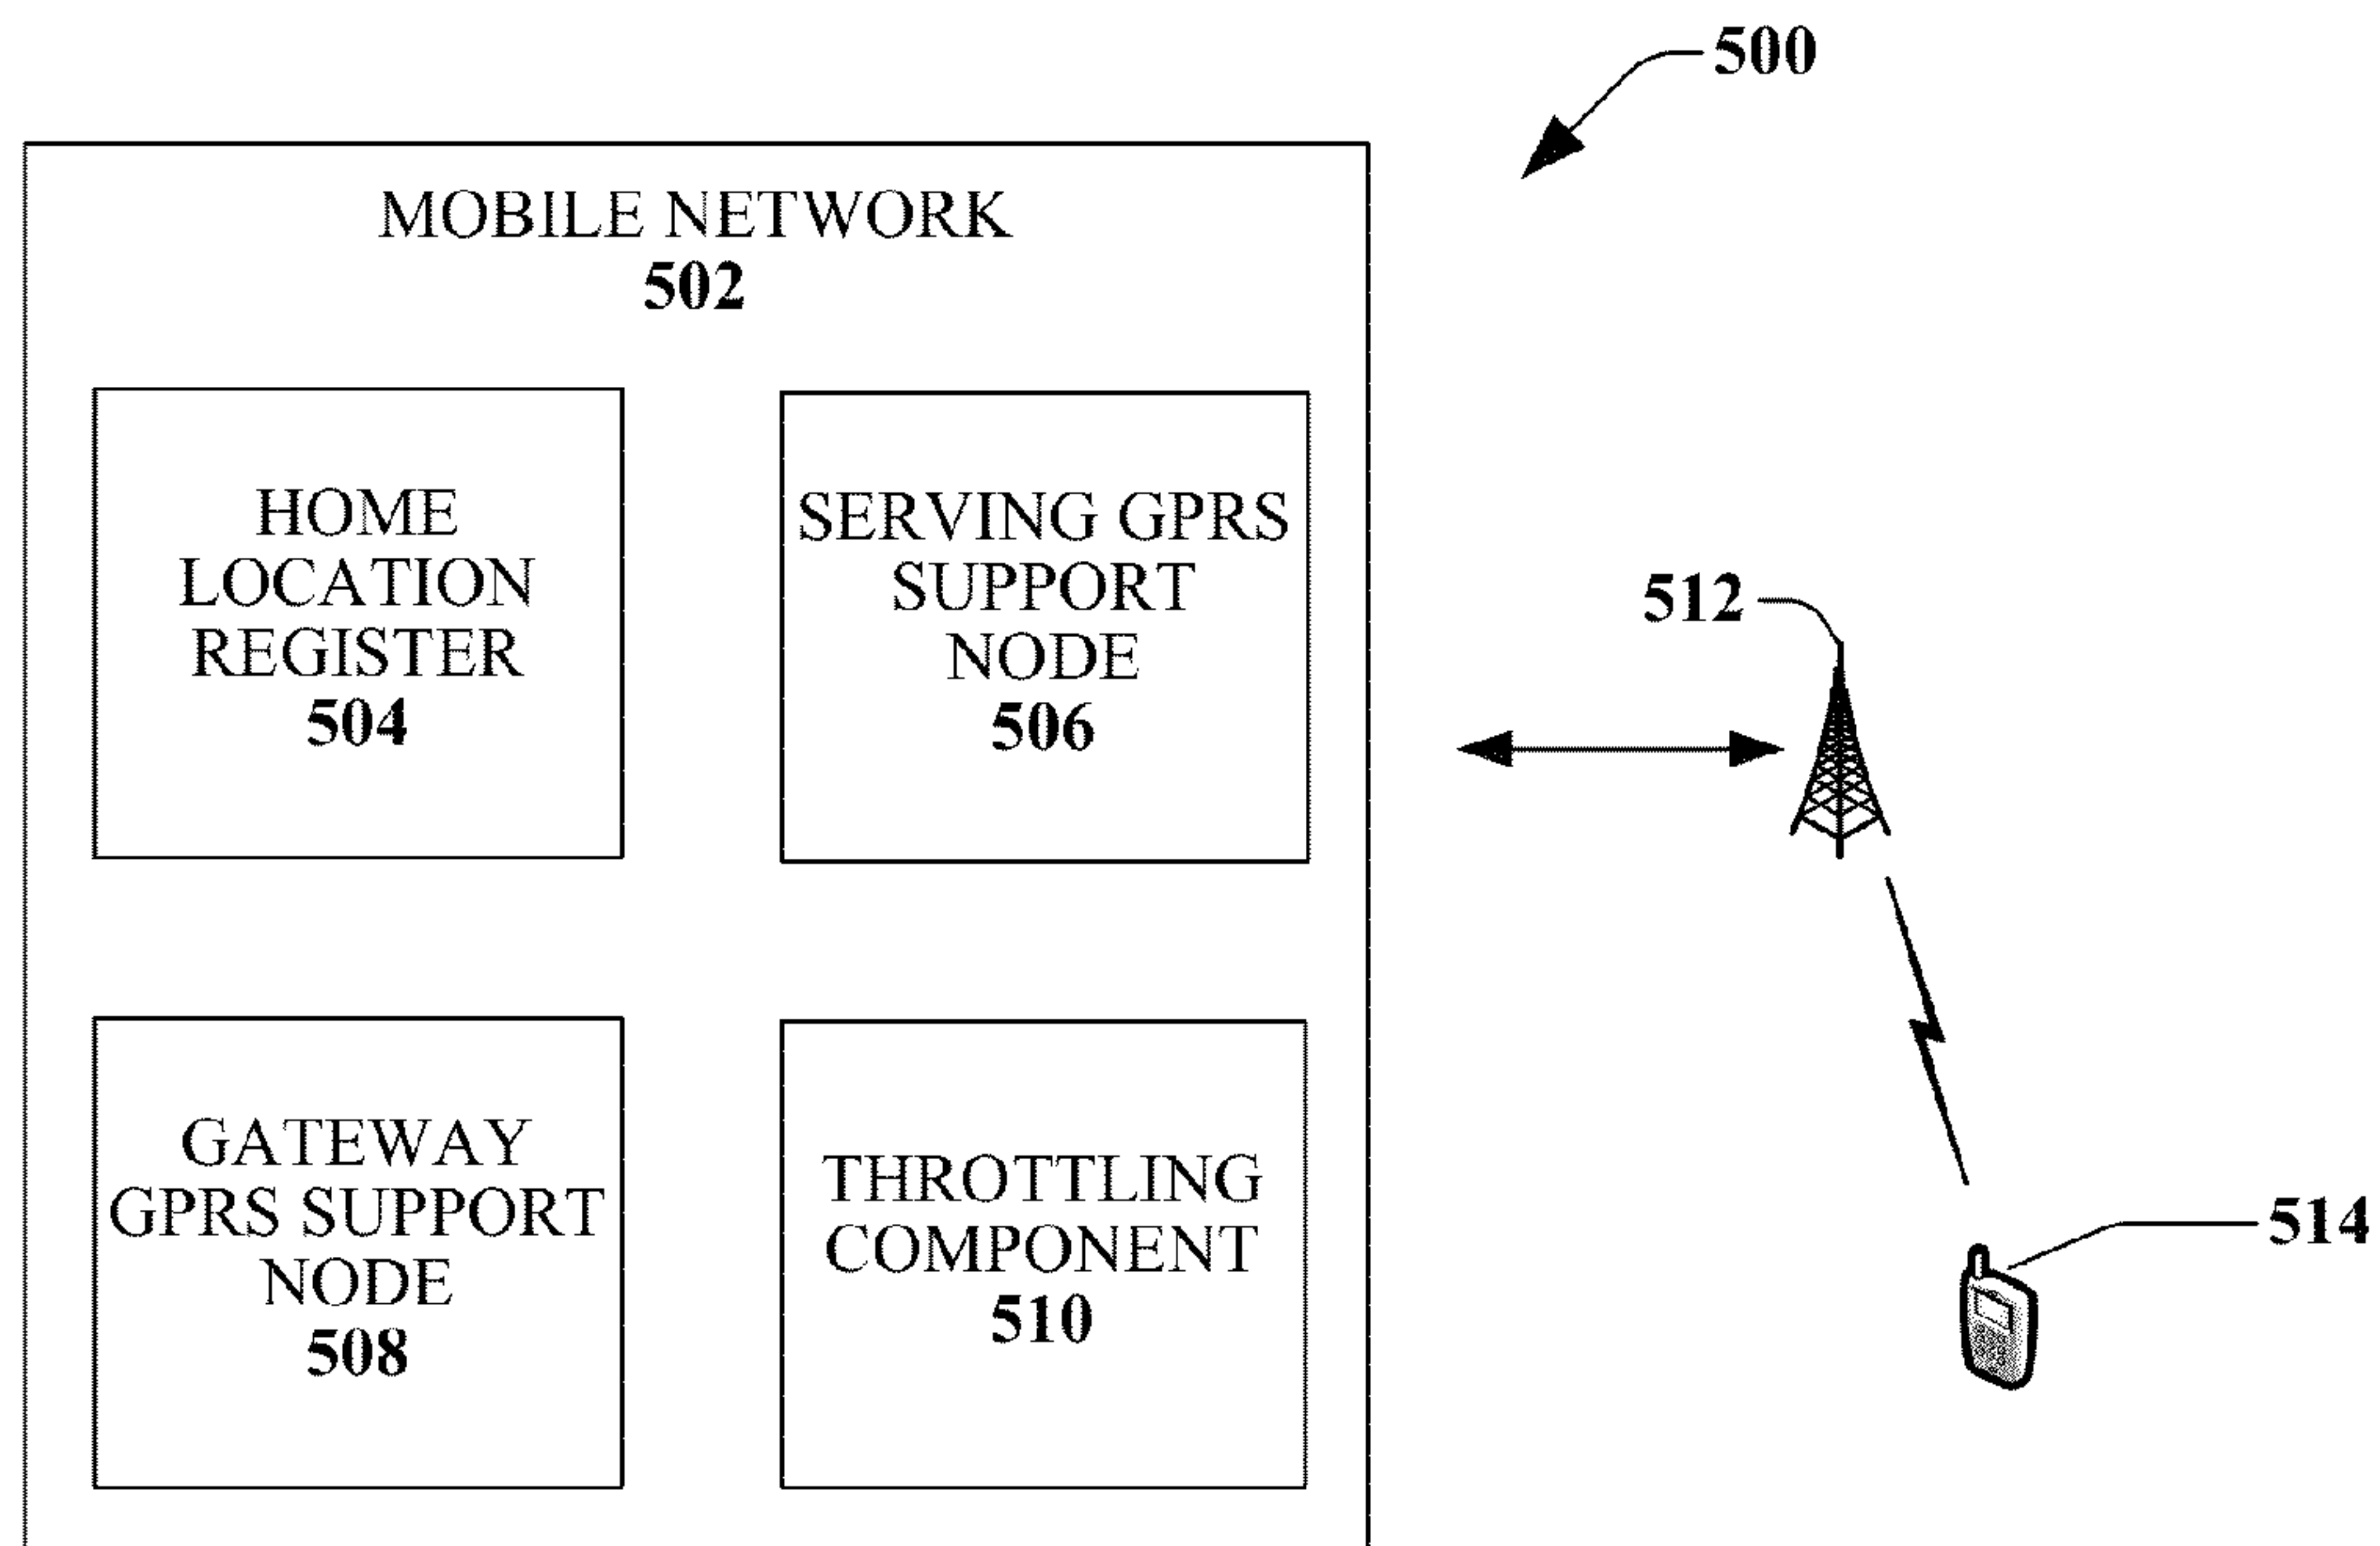 500
MOBILE NETWORK
502
HOME
LOCATION
REGISTER
504
SERVING GPRS
SUPPORT
NODE
506
512
GATEWAY
GPRS SUPPORT
NODE
508
THROTTLING
COMPONENT
510
514